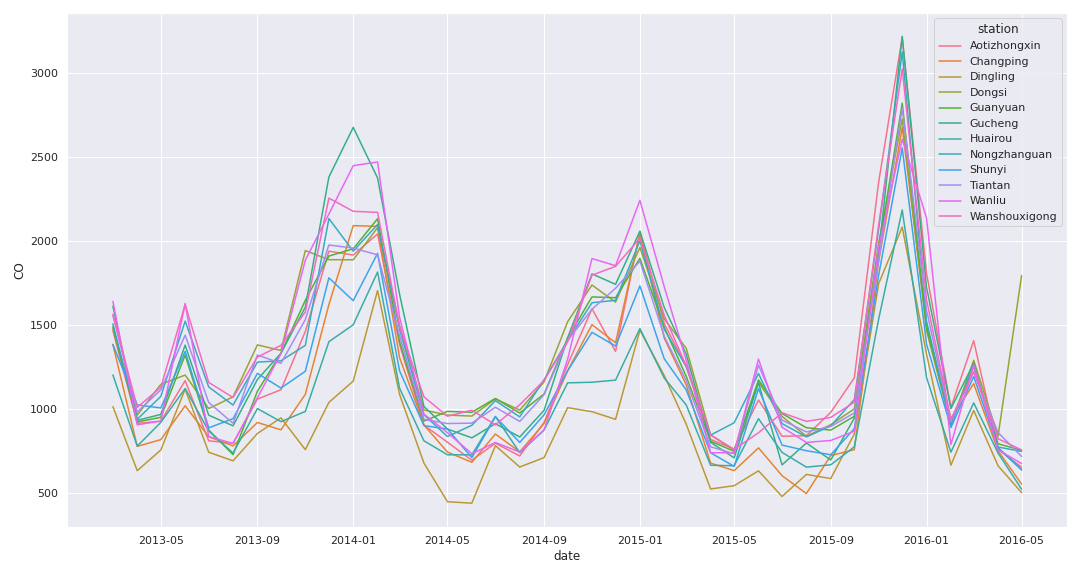 station
Aotizhongxin
Changping
Dingling
Dongsi
Guanyuan
Gucheng
Huairou
Nongzhanguan
Shunyi
Tiantan
Wanliu
Wanshouxigong
3000
2500
2000
1500
1000
500
CO
2013-05
2013-09
2014-01
2014-05
2014-09
2015-01
2015-05
2015-09
2016-01
2016-05
date